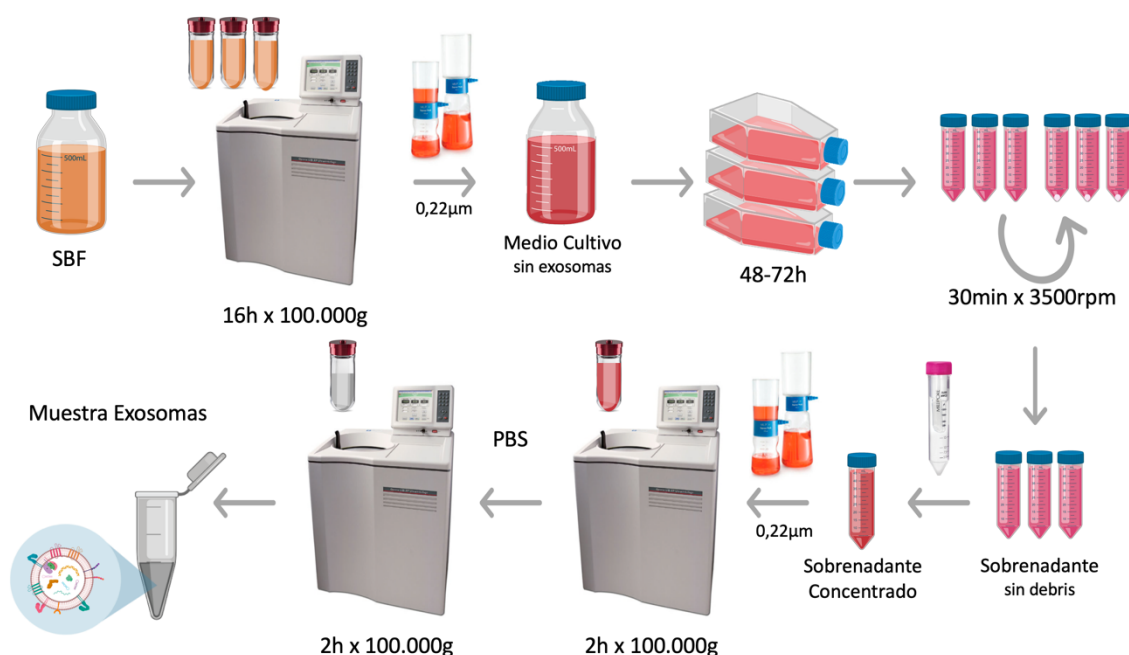 500mL
SBF
16h x 100.000g
0,22µm
500mL
Medio Cultivo
sin exosomas
48-72h
30min x 3500rpm
Sobrenadante
sin debris
Sobrenadante
Concentrado
0,22µm
2h x 100.000g
PBS
2h x 100.000g
Muestra Exosomas